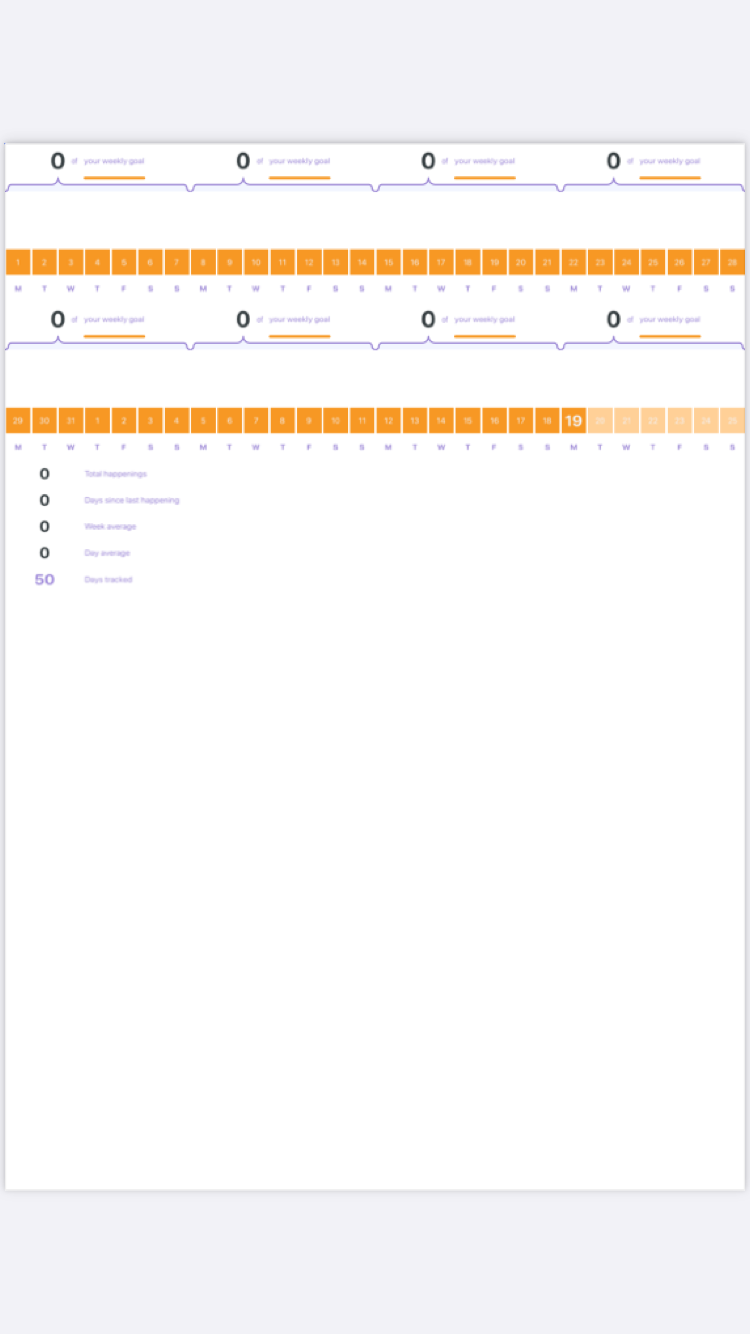 0 of your weekly goal 0 of your weekly goal 0 of your weekly goal 0 of your weekly goal
1 2 3 4 5 6 7 8 9 10 11 12 13 14 15 16 17 18 19 20 21 22 23 24 25 26 27 28
M T W T F S S M T W T F S S M T W T F S S M T W T F S S
0 of your weekly goal 0 of your weekly goal 0 of your weekly goal 0 of your weekly goal
29 30 31 1 2 3 4 5 6 7 8 9 10 11 12 13 14 15 16 17 18 19 20 21 22 23 24 25
M T W T F S S M T W T F S S M T W T F S S M T W T F S S
0 Total happenings
0 Days since last happening
0 Week average
0 Day average
50 Days tracked